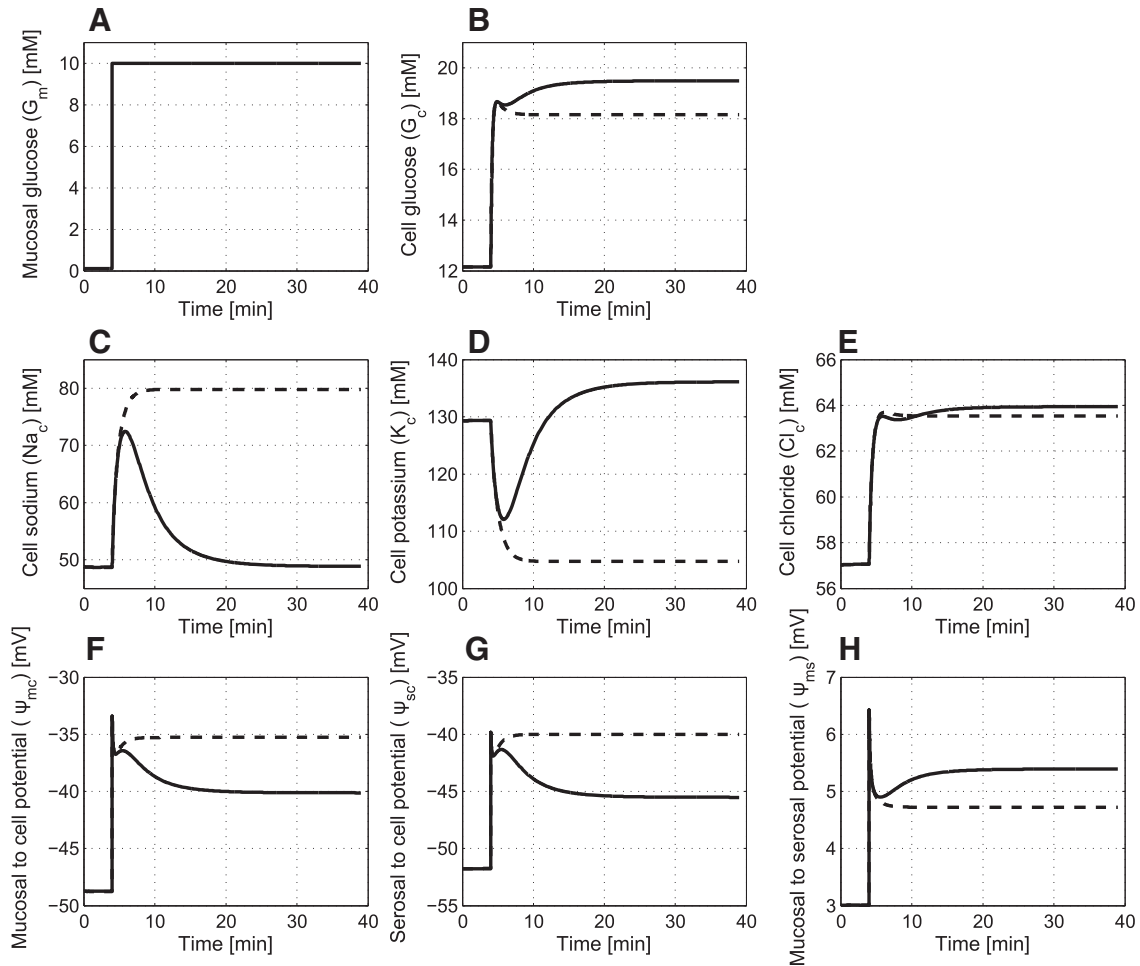 A
Mucosal glucose (G_m) [mM]
10
8
6
4
2
0
0 10 20 30 40
Time [min]
B
Cell glucose (G_c) [mM]
20
18
16
14
12
0 10 20 30 40
Time [min]
C
Cell sodium (Na_c) [mM]
80
70
60
50
0 10 20 30 40
Time [min]
D
Cell potassium (K_c) [mM]
140
130
120
110
100
0 10 20 30 40
Time [min]
E
Cell chloride (Cl_c) [mM]
66
64
62
60
58
56
0 10 20 30 40
Time [min]
F
Mucosal to cell potential ( ψ_mc) [mV]
−30
−35
−40
−45
−50
0 10 20 30 40
Time [min]
G
Serosal to cell potential ( ψ_sc) [mV]
−35
−40
−45
−50
−55
0 10 20 30 40
Time [min]
H
Mucosal to serosal potential ( ψ_ms) [mV]
7
6
5
4
3
0 10 20 30 40
Time [min]